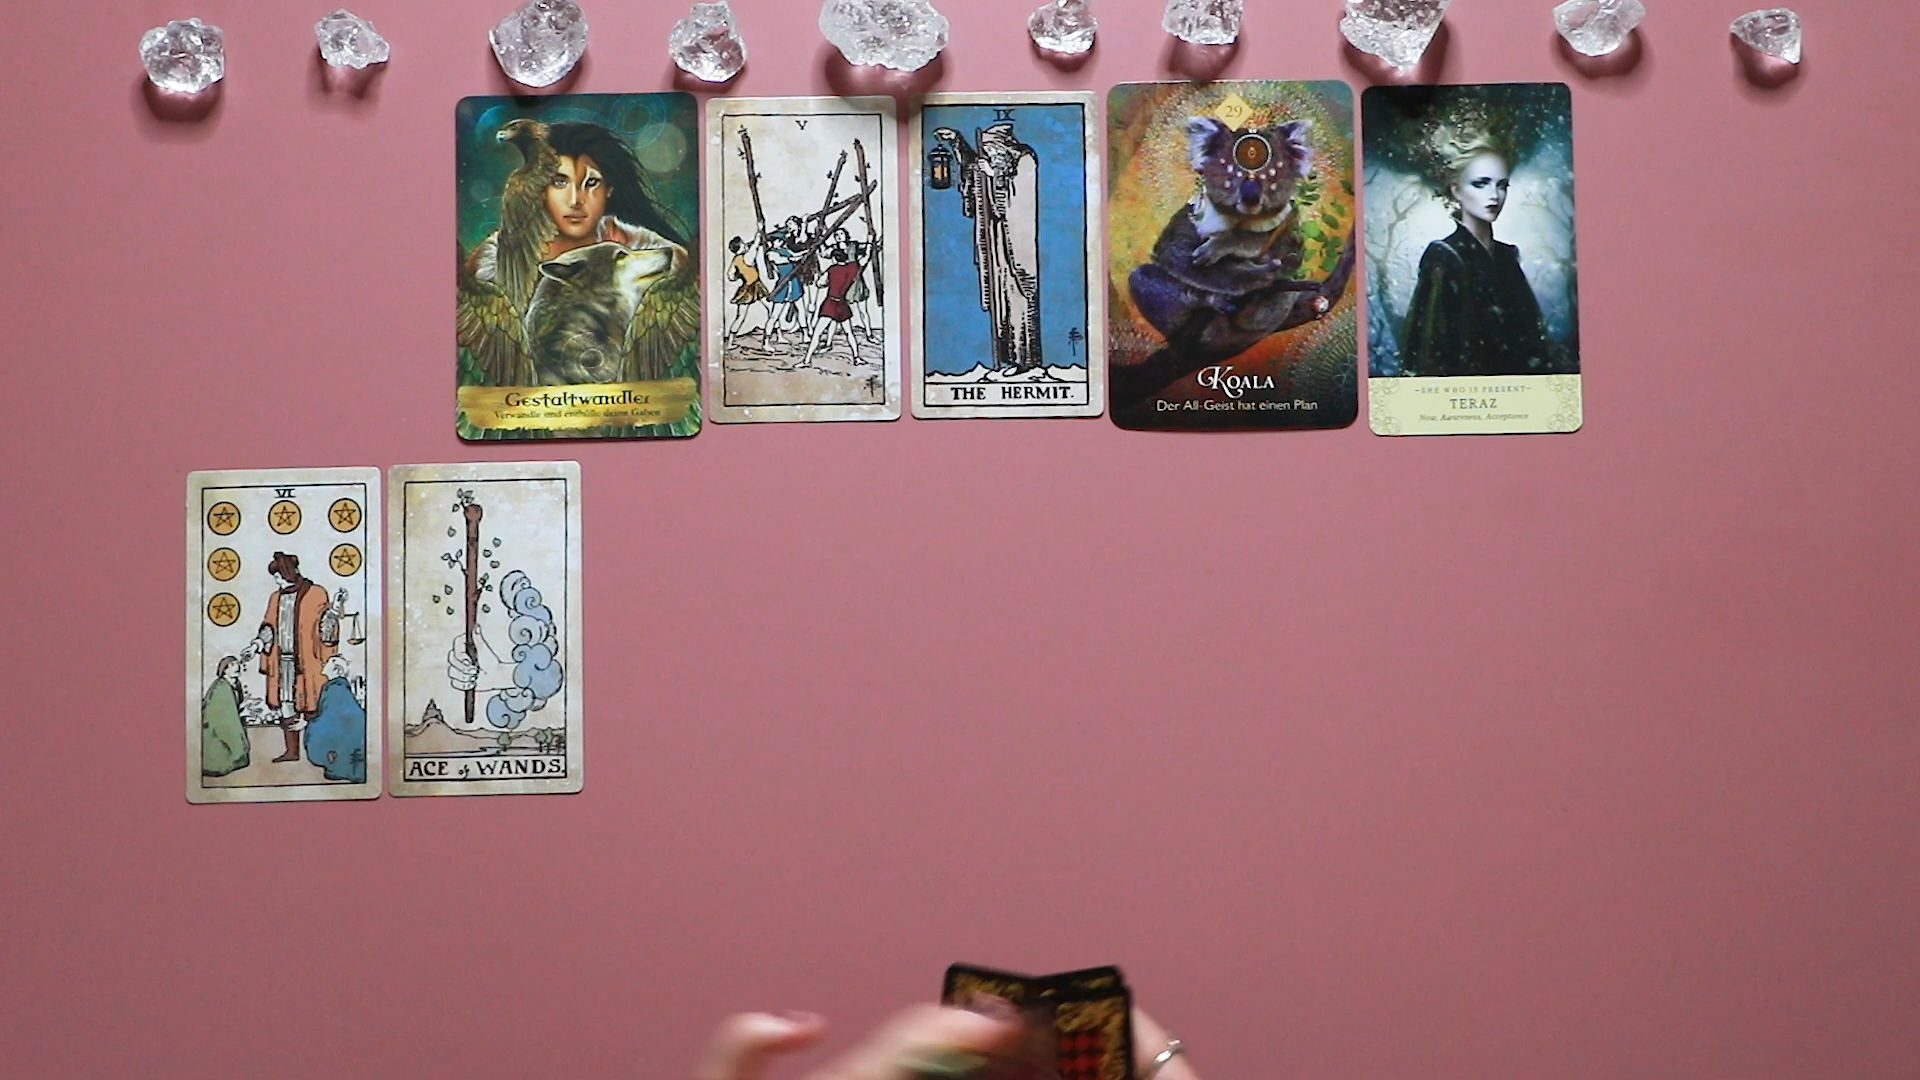 Gestaltwandler
Verwandle und enthülle deine Gaben
V
IX
THE HERMIT.
29
KOALA
Der All-Geist hat einen Plan
~SHE WHO IS PRESENT~
TERAZ
Now, Awareness, Acceptance
VI
ACE of WANDS.